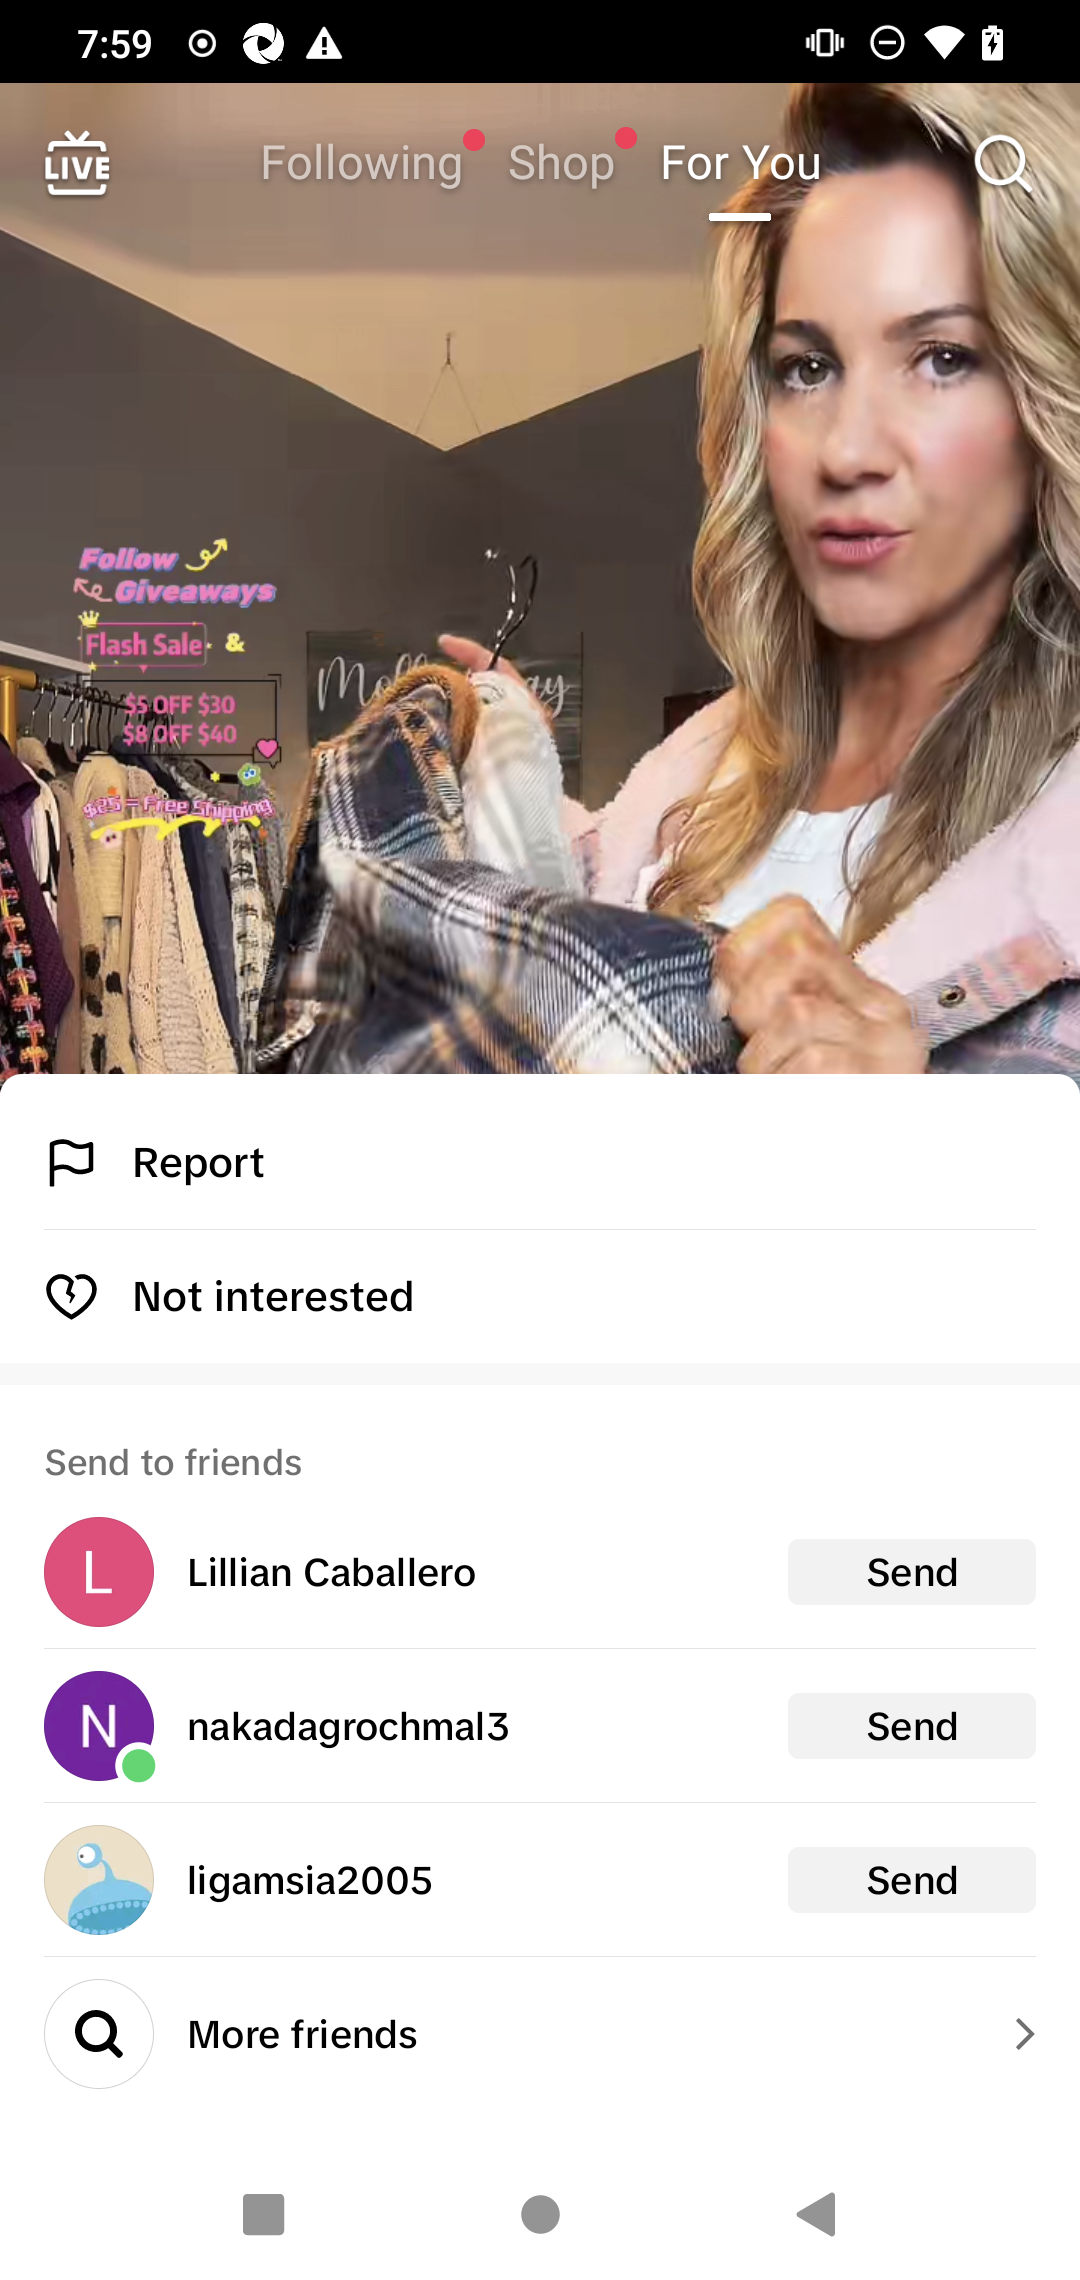 7:59
LIVE Following Shop For You
Follow
Giveaways
Flash Sale &
$5 OFF $30
$8 OFF $40
$25 = Free Shipping
Report
Not interested
Send to friends
L Lillian Caballero Send
N nakadagrochmal3 Send
ligamsia2005 Send
More friends